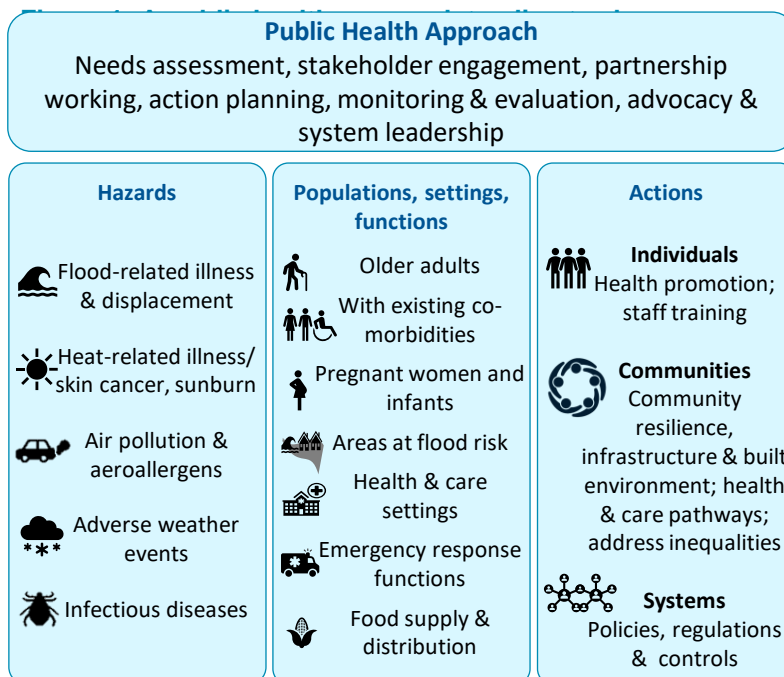 Public Health Approach
Needs assessment, stakeholder engagement, partnership
working, action planning, monitoring & evaluation, advocacy &
system leadership
Hazards
Flood-related illness
& displacement
Heat-related illness/
skin cancer, sunburn
Air pollution &
aeroallergens
Adverse weather
events
Infectious diseases
Populations, settings,
functions
Older adults
With existing co-
morbidities
Pregnant women and
infants
Areas at flood risk
Health & care
settings
Emergency response
functions
Food supply &
distribution
Actions
Individuals
Health promotion;
staff training
Communities
Community
resilience,
infrastructure & built
environment; health
& care pathways;
address inequalities
Systems
Policies, regulations
& controls